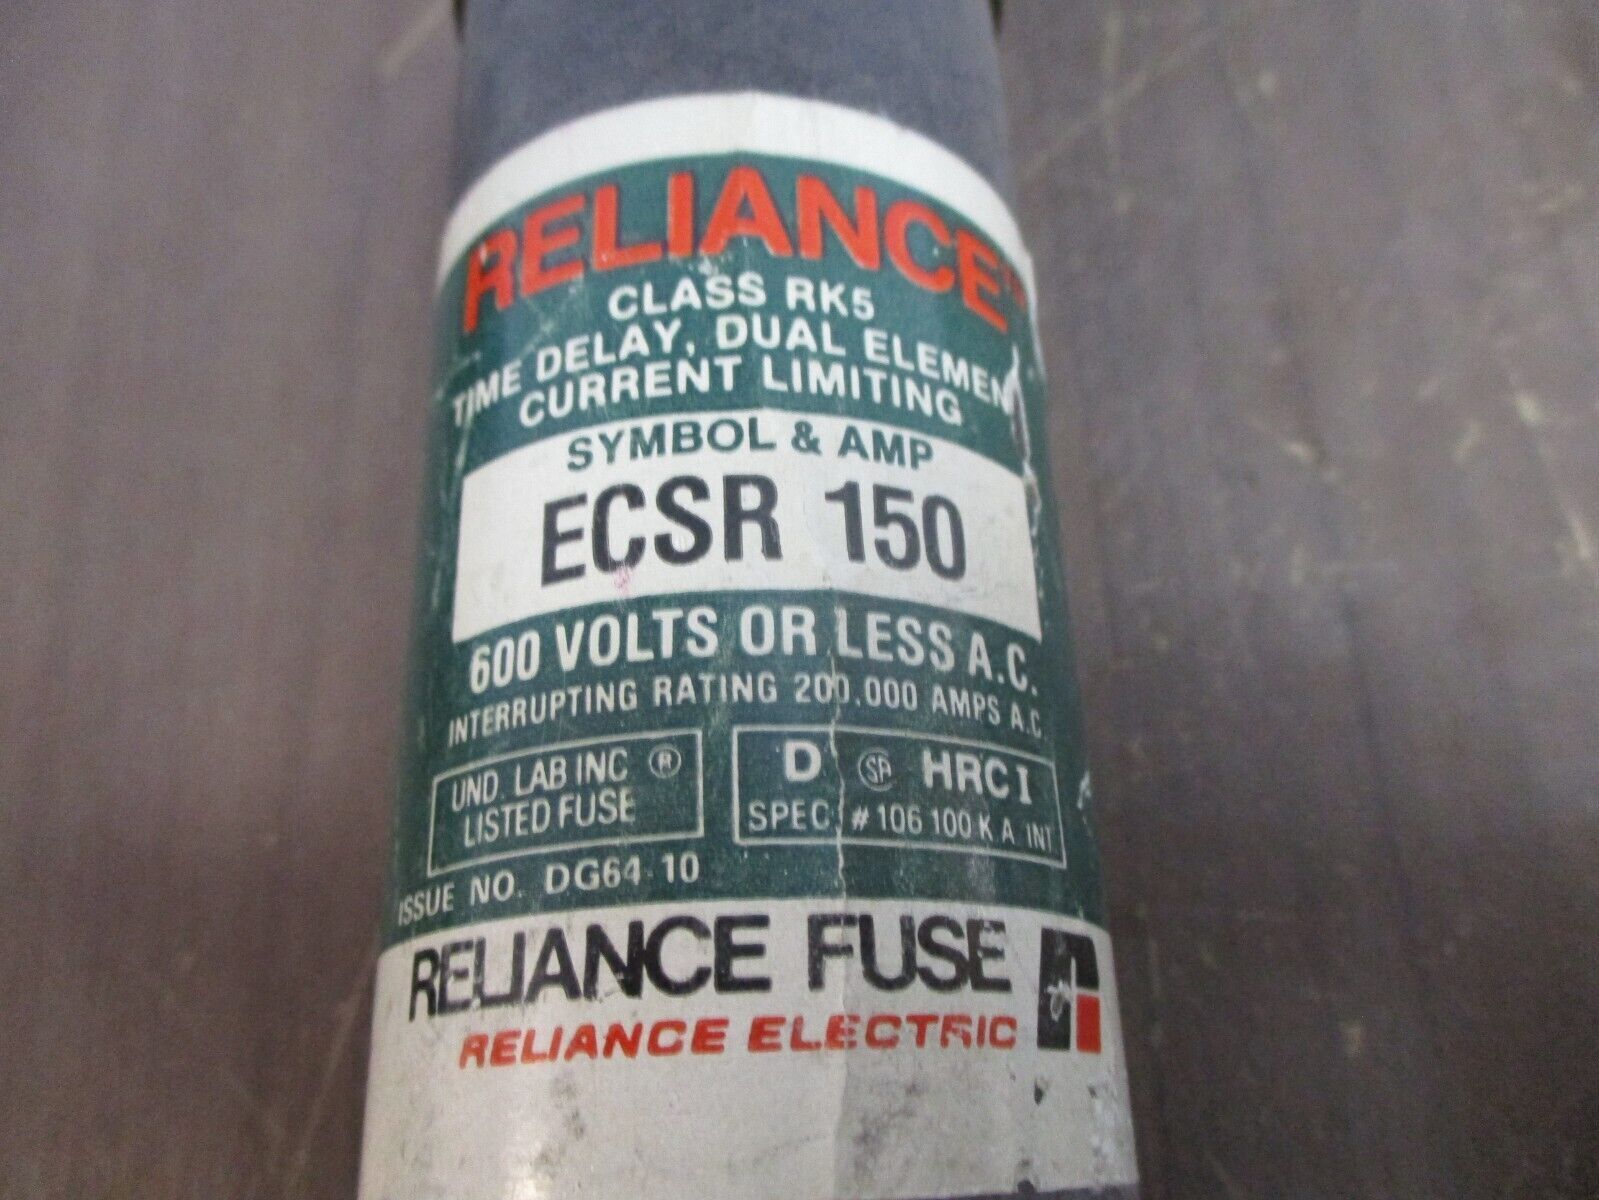 RELIANCE
CLASS RK5
TIME DELAY, DUAL ELEMEN
CURRENT LIMITING
SYMBOL & AMP
ECSR 150
600 VOLTS OR LESS A.C.
INTERRUPTING RATING 200.000 AMPS A.C.
UND. LAB INC ®
LISTED FUSE
D SA HRC I
SPEC. #106 100 K.A. INT
ISSUE NO. DG64-10
RELIANCE FUSE
RELIANCE ELECTRIC